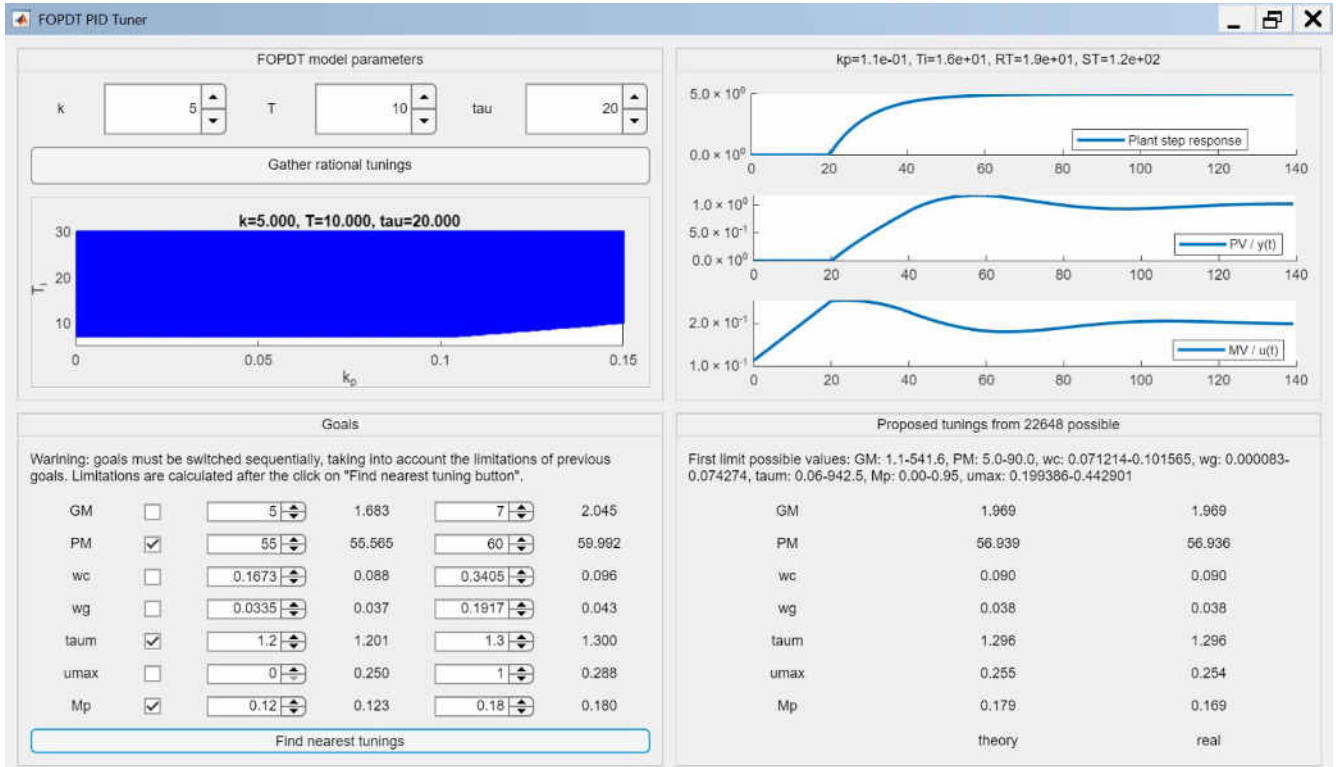 FOPDT PID Tuner
FOPDT model parameters
k 5 T 10 tau 20
Gather rational tunings
k=5.000, T=10.000, tau=20.000
30
20
10
Ti
0 0.05 0.1 0.15
kp
kp=1.1e-01, Ti=1.6e+01, RT=1.9e+01, ST=1.2e+02
5.0 × 10⁰
0.0 × 10⁰
Plant step response
0 20 40 60 80 100 120 140
1.0 × 10⁰
5.0 × 10⁻¹
0.0 × 10⁰
PV / y(t)
0 20 40 60 80 100 120 140
2.0 × 10⁻¹
1.0 × 10⁻¹
MV / u(t)
0 20 40 60 80 100 120 140
Goals
Warining: goals must be switched sequentially, taking into account the limitations of previous
goals. Limitations are calculated after the click on "Find nearest tuning button".
GM 5 1.683 7 2.045
PM 55 55.565 60 59.992
wc 0.1673 0.088 0.3405 0.096
wg 0.0335 0.037 0.1917 0.043
taum 1.2 1.201 1.3 1.300
umax 0 0.250 1 0.288
Mp 0.12 0.123 0.18 0.180
Find nearest tunings
Proposed tunings from 22648 possible
First limit possible values: GM: 1.1-541.6, PM: 5.0-90.0, wc: 0.071214-0.101565, wg: 0.000083-
0.074274, taum: 0.06-942.5, Mp: 0.00-0.95, umax: 0.199386-0.442901
GM 1.969 1.969
PM 56.939 56.936
wc 0.090 0.090
wg 0.038 0.038
taum 1.296 1.296
umax 0.255 0.254
Mp 0.179 0.169
theory real